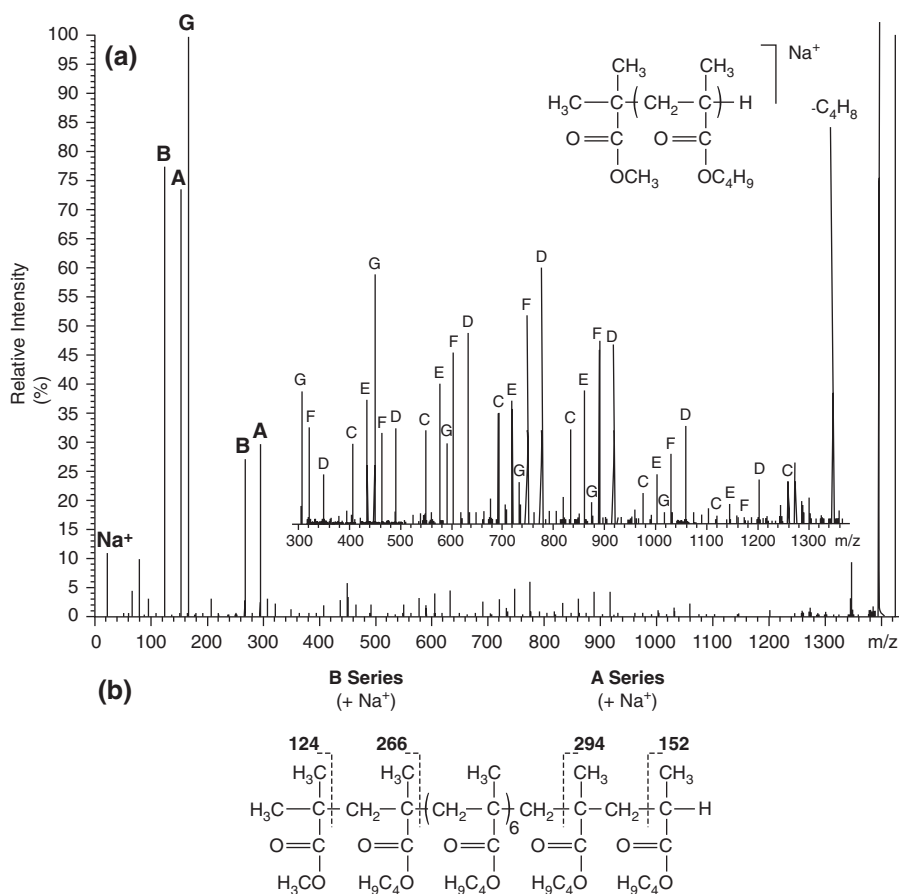 (a)
G
B
A
B
A
Na⁺
Relative Intensity
(%)
100
95
90
85
80
75
70
65
60
55
50
45
40
35
30
25
20
15
10
5
0
0 100 200 300 400 500 600 700 800 900 1000 1100 1200 1300 m/z
CH₃ CH₃ Na⁺
H₃C C CH₂ C H
O C O C
OCH₃ OC₄H₉
-C₄H₈
G F D C E F G D C E G F D C E G F D C E G F D C E G F D C E F D C
300 400 500 600 700 800 900 1000 1100 1200 1300 m/z
(b)
B Series A Series
(+ Na⁺) (+ Na⁺)
124 266 294 152
H₃C CH₃ CH₃ CH₃ CH₃
H₃C C CH₂ C CH₂ C 6 CH₂ C CH₂ C H
O C O C O C O C O C
H₃CO H₉C₄O H₉C₄O H₉C₄O H₉C₄O